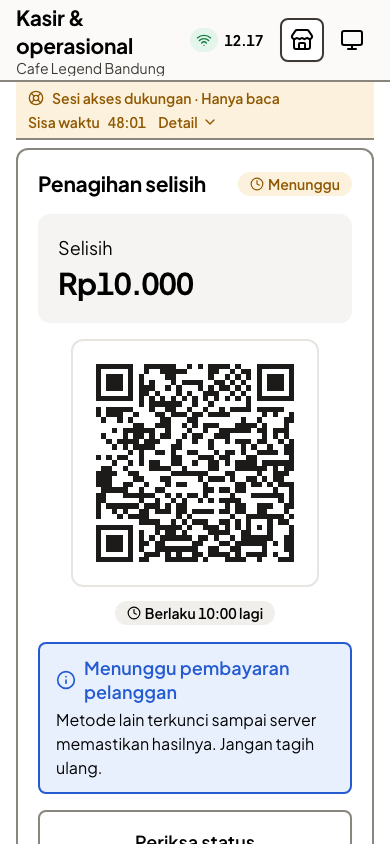 Kasir &
operasional
Cafe Legend Bandung
12.17
Sesi akses dukungan · Hanya baca
Sisa waktu 48:01 Detail
Penagihan selisih
Menunggu
Selisih
Rp10.000
Berlaku 10:00 lagi
Menunggu pembayaran
pelanggan
Metode lain terkunci sampai server
memastikan hasilnya. Jangan tagih
ulang.
Periksa status